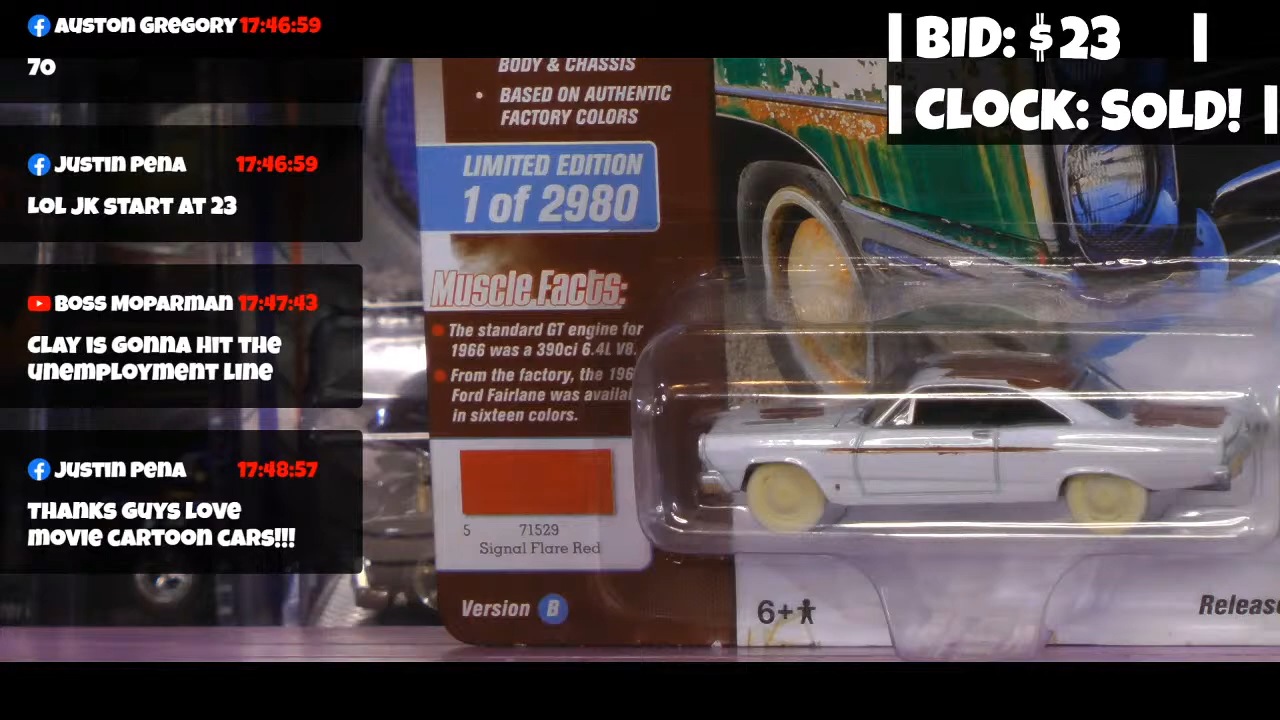 AUSTON GREGORY 17:46:59
70
JUSTIN PENA 17:46:59
LOL JK START AT 23
BOSS MOPARMAN 17:47:43
CLAY IS GONNA HIT THE
UNEMPLOYMENT LINE
JUSTIN PENA 17:48:57
THANKS GUYS LOVE
MOVIE CARTOON CARS!!!
| BID: $23 |
| CLOCK: SOLD! |
BODY & CHASSIS
• BASED ON AUTHENTIC
FACTORY COLORS
LIMITED EDITION
1 of 2980
Muscle Facts:
The standard GT engine for
1966 was a 390ci 6.4L V8.
From the factory, the 196
Ford Fairlane was availa
in sixteen colors.
5 71529
Signal Flare Red
Version B
6+
Release